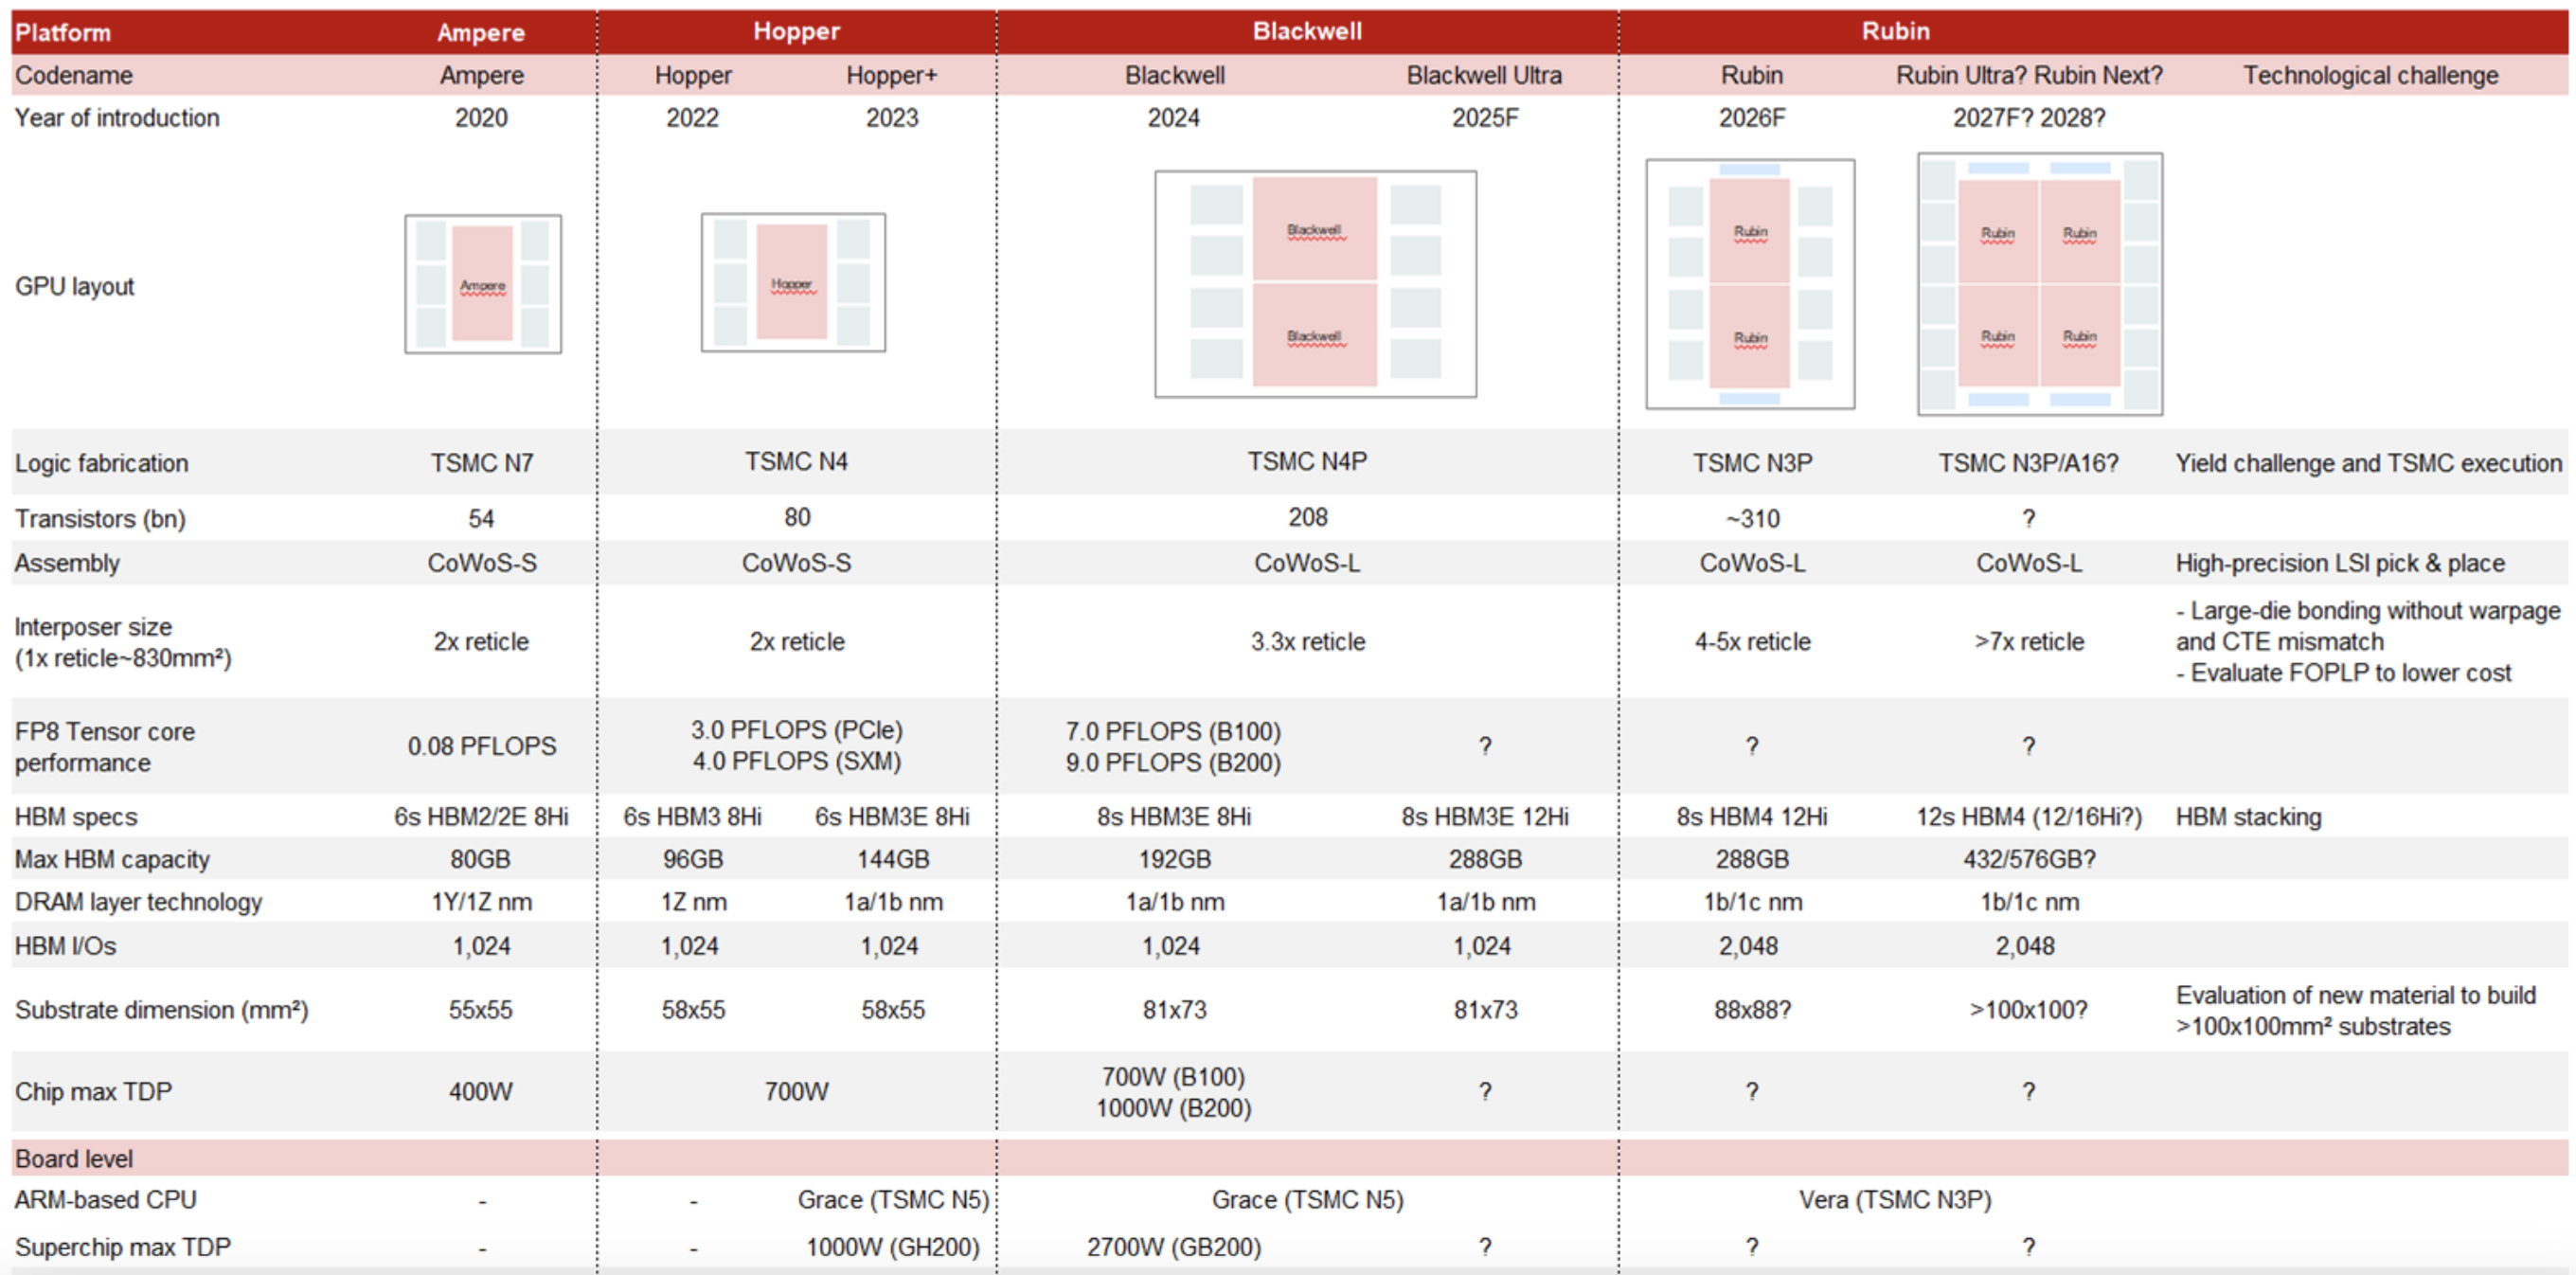 Platform Ampere Hopper Blackwell Rubin
Codename Ampere Hopper Hopper+ Blackwell Blackwell Ultra Rubin Rubin Ultra? Rubin Next? Technological challenge
Year of introduction 2020 2022 2023 2024 2025F 2026F 2027F? 2028?
GPU layout
Ampere
Hopper
Blackwell
Blackwell
Rubin
Rubin
Rubin Rubin
Rubin Rubin
Logic fabrication TSMC N7 TSMC N4 TSMC N4P TSMC N3P TSMC N3P/A16? Yield challenge and TSMC execution
Transistors (bn) 54 80 208 ~310 ?
Assembly CoWoS-S CoWoS-S CoWoS-L CoWoS-L CoWoS-L High-precision LSI pick & place
Interposer size
(1x reticle~830mm²)
2x reticle 2x reticle 3.3x reticle 4-5x reticle >7x reticle
- Large-die bonding without warpage
and CTE mismatch
- Evaluate FOPLP to lower cost
FP8 Tensor core
performance
0.08 PFLOPS
3.0 PFLOPS (PCIe)
4.0 PFLOPS (SXM)
7.0 PFLOPS (B100)
9.0 PFLOPS (B200)
? ? ?
HBM specs 6s HBM2/2E 8Hi 6s HBM3 8Hi 6s HBM3E 8Hi 8s HBM3E 8Hi 8s HBM3E 12Hi 8s HBM4 12Hi 12s HBM4 (12/16Hi?) HBM stacking
Max HBM capacity 80GB 96GB 144GB 192GB 288GB 288GB 432/576GB?
DRAM layer technology 1Y/1Z nm 1Z nm 1a/1b nm 1a/1b nm 1a/1b nm 1b/1c nm 1b/1c nm
HBM I/Os 1,024 1,024 1,024 1,024 1,024 2,048 2,048
Substrate dimension (mm²) 55x55 58x55 58x55 81x73 81x73 88x88? >100x100?
Evaluation of new material to build
>100x100mm² substrates
Chip max TDP 400W 700W
700W (B100)
1000W (B200)
? ? ?
Board level
ARM-based CPU - - Grace (TSMC N5) Grace (TSMC N5) Vera (TSMC N3P)
Superchip max TDP - - 1000W (GH200) 2700W (GB200) ? ? ?